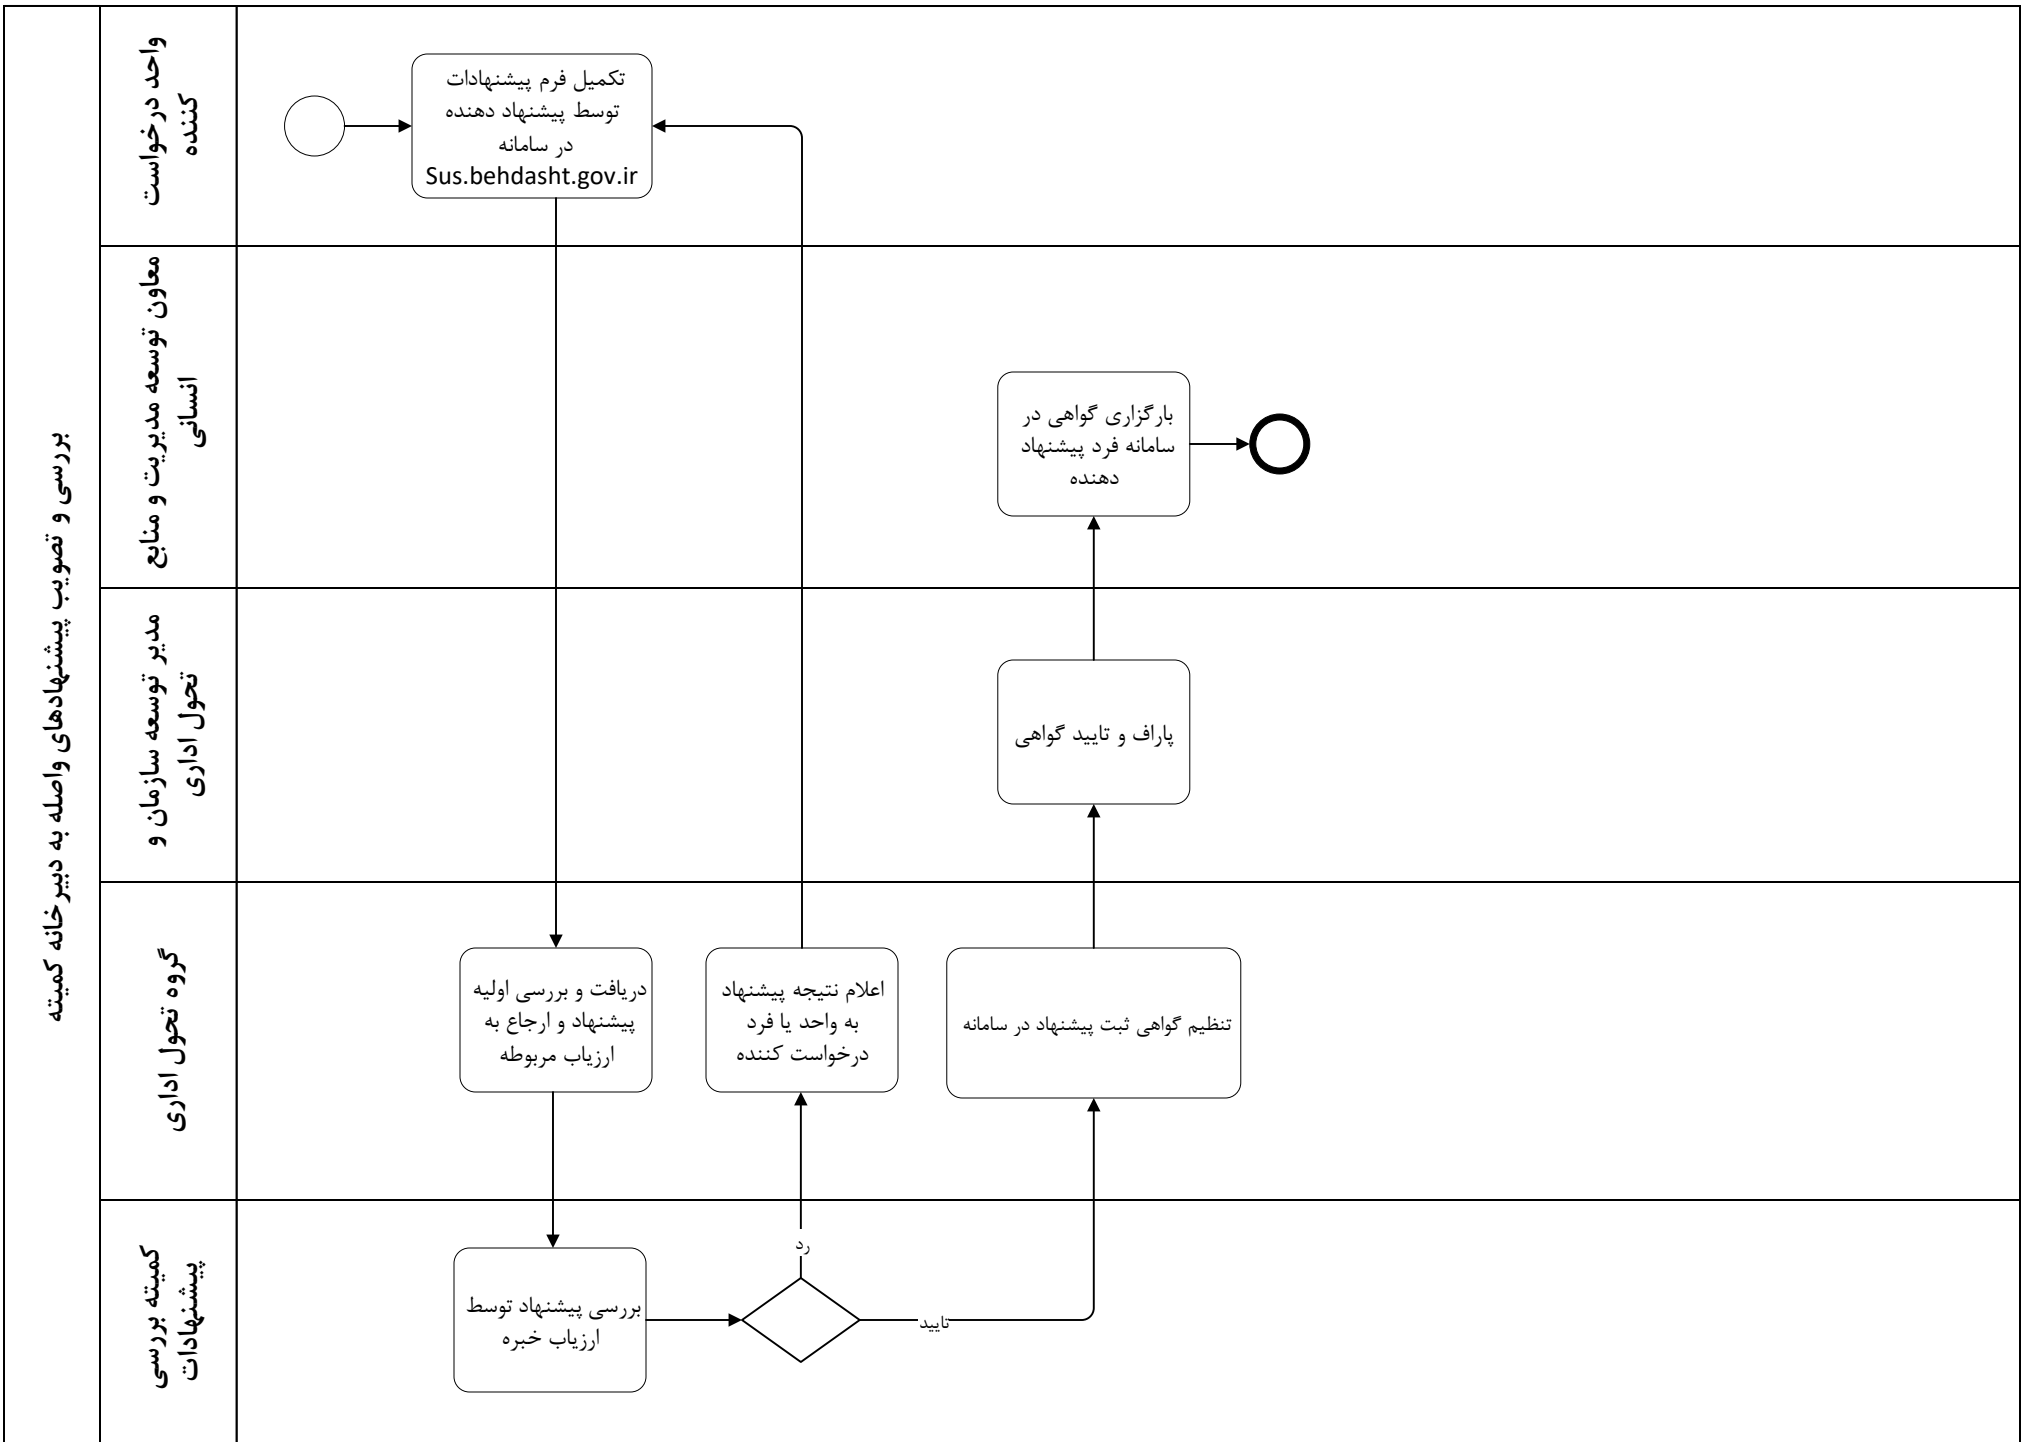 بررسی و تصویب پیشنهادهای واصله به دبیرخانه کمیته
واحد درخواست
کننده
تکمیل فرم پیشنهادات
توسط پیشنهاد دهنده
در سامانه
Sus.behdasht.gov.ir
معاون توسعه مدیریت و منابع
انسانی
بارگزاری گواهی در
سامانه فرد پیشنهاد
دهنده
مدیر توسعه سازمان و
تحول اداری
پاراف و تایید گواهی
گروه تحول اداری
دریافت و بررسی اولیه
پیشنهاد و ارجاع به
ارزیاب مربوطه
اعلام نتیجه پیشنهاد
به واحد یا فرد
درخواست کننده
تنظیم گواهی ثبت پیشنهاد در سامانه
کمیته بررسی
پیشنهادات
بررسی پیشنهاد توسط
ارزیاب خبره
رد
تایید